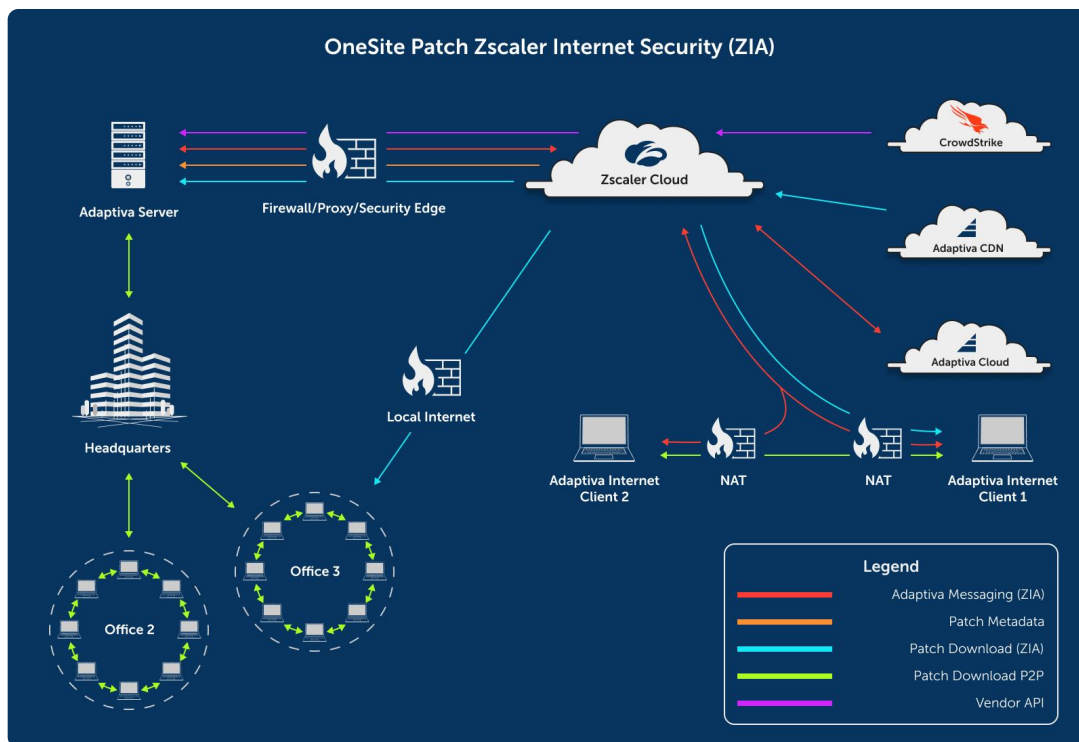 OneSite Patch Zscaler Internet Security (ZIA)
CrowdStrike
Zscaler Cloud
Adaptiva Server
Firewall/Proxy/Security Edge
Adaptiva CDN
Adaptiva Cloud
Local Internet
Headquarters
Adaptiva Internet
Client 2
NAT
NAT
Adaptiva Internet
Client 1
Office 3
Office 2
Legend
Adaptiva Messaging (ZIA)
Patch Metadata
Patch Download (ZIA)
Patch Download P2P
Vendor API